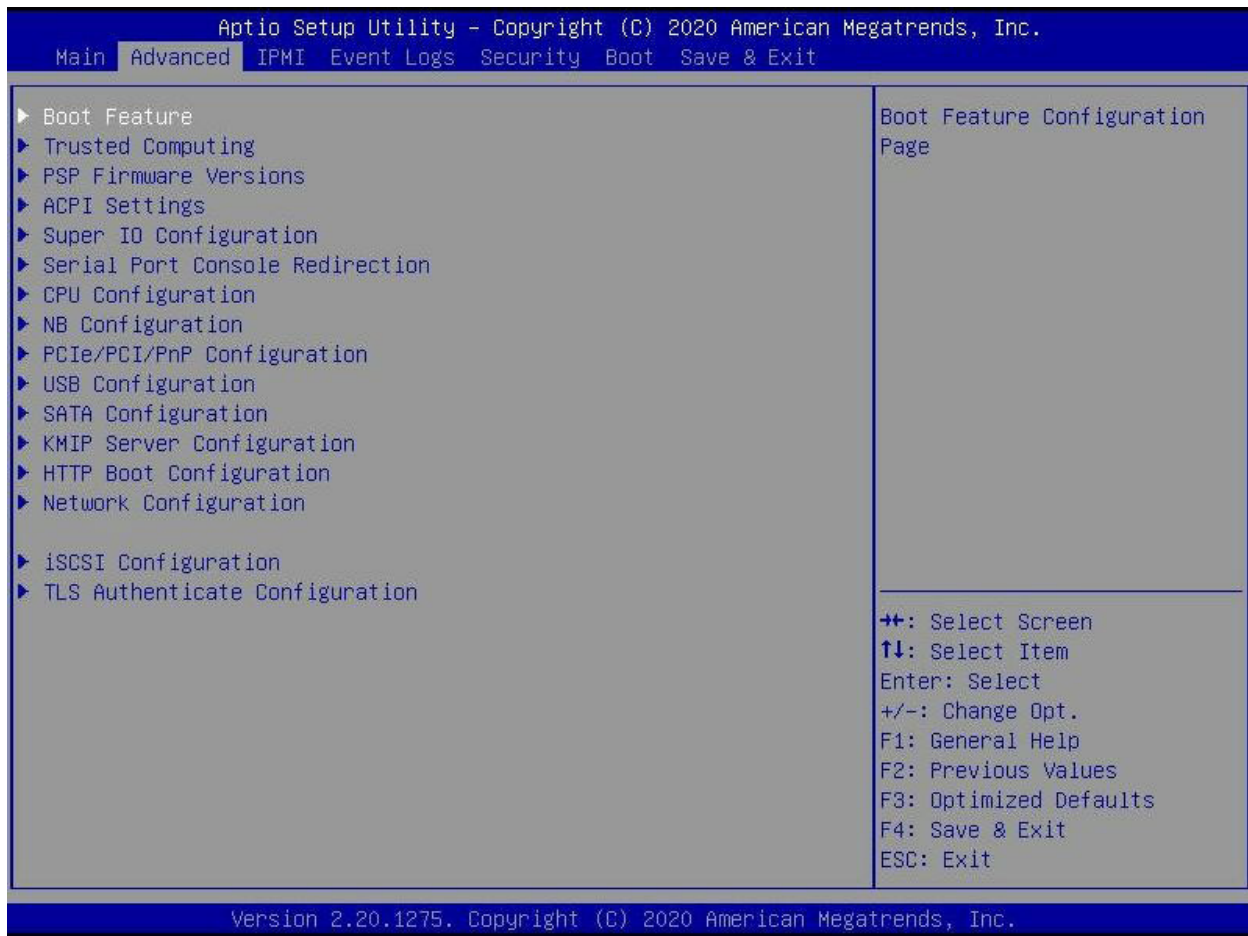 Aptio Setup Utility – Copyright (C) 2020 American Megatrends, Inc.
Main Advanced IPMI Event Logs Security Boot Save & Exit
Boot Feature
Trusted Computing
PSP Firmware Versions
ACPI Settings
Super IO Configuration
Serial Port Console Redirection
CPU Configuration
NB Configuration
PCIe/PCI/PnP Configuration
USB Configuration
SATA Configuration
KMIP Server Configuration
HTTP Boot Configuration
Network Configuration
iSCSI Configuration
TLS Authenticate Configuration
Boot Feature Configuration
Page
→←: Select Screen
↑↓: Select Item
Enter: Select
+/-: Change Opt.
F1: General Help
F2: Previous Values
F3: Optimized Defaults
F4: Save & Exit
ESC: Exit
Version 2.20.1275. Copyright (C) 2020 American Megatrends, Inc.